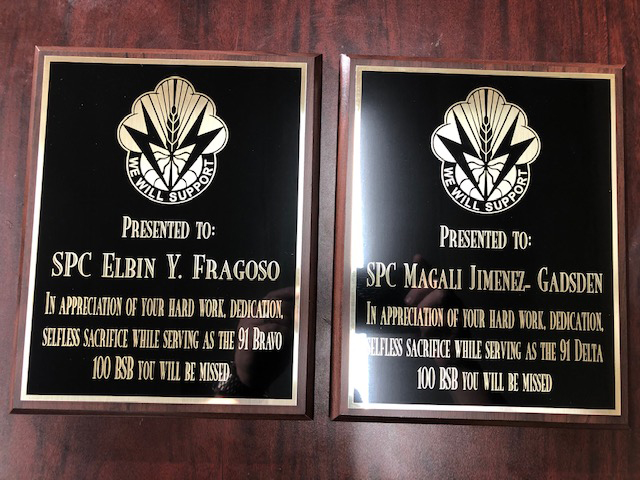 WE WILL SUPPORT
PRESENTED TO:
SPC ELBIN Y. FRAGOSO
IN APPRECIATION OF YOUR HARD WORK, DEDICATION,
SELFLESS SACRIFICE WHILE SERVING AS THE 91 BRAVO
100 BSB YOU WILL BE MISSED
WE WILL SUPPORT
PRESENTED TO:
SPC MAGALI JIMENEZ- GADSDEN
IN APPRECIATION OF YOUR HARD WORK, DEDICATION,
SELFLESS SACRIFICE WHILE SERVING AS THE 91 DELTA
100 BSB YOU WILL BE MISSED